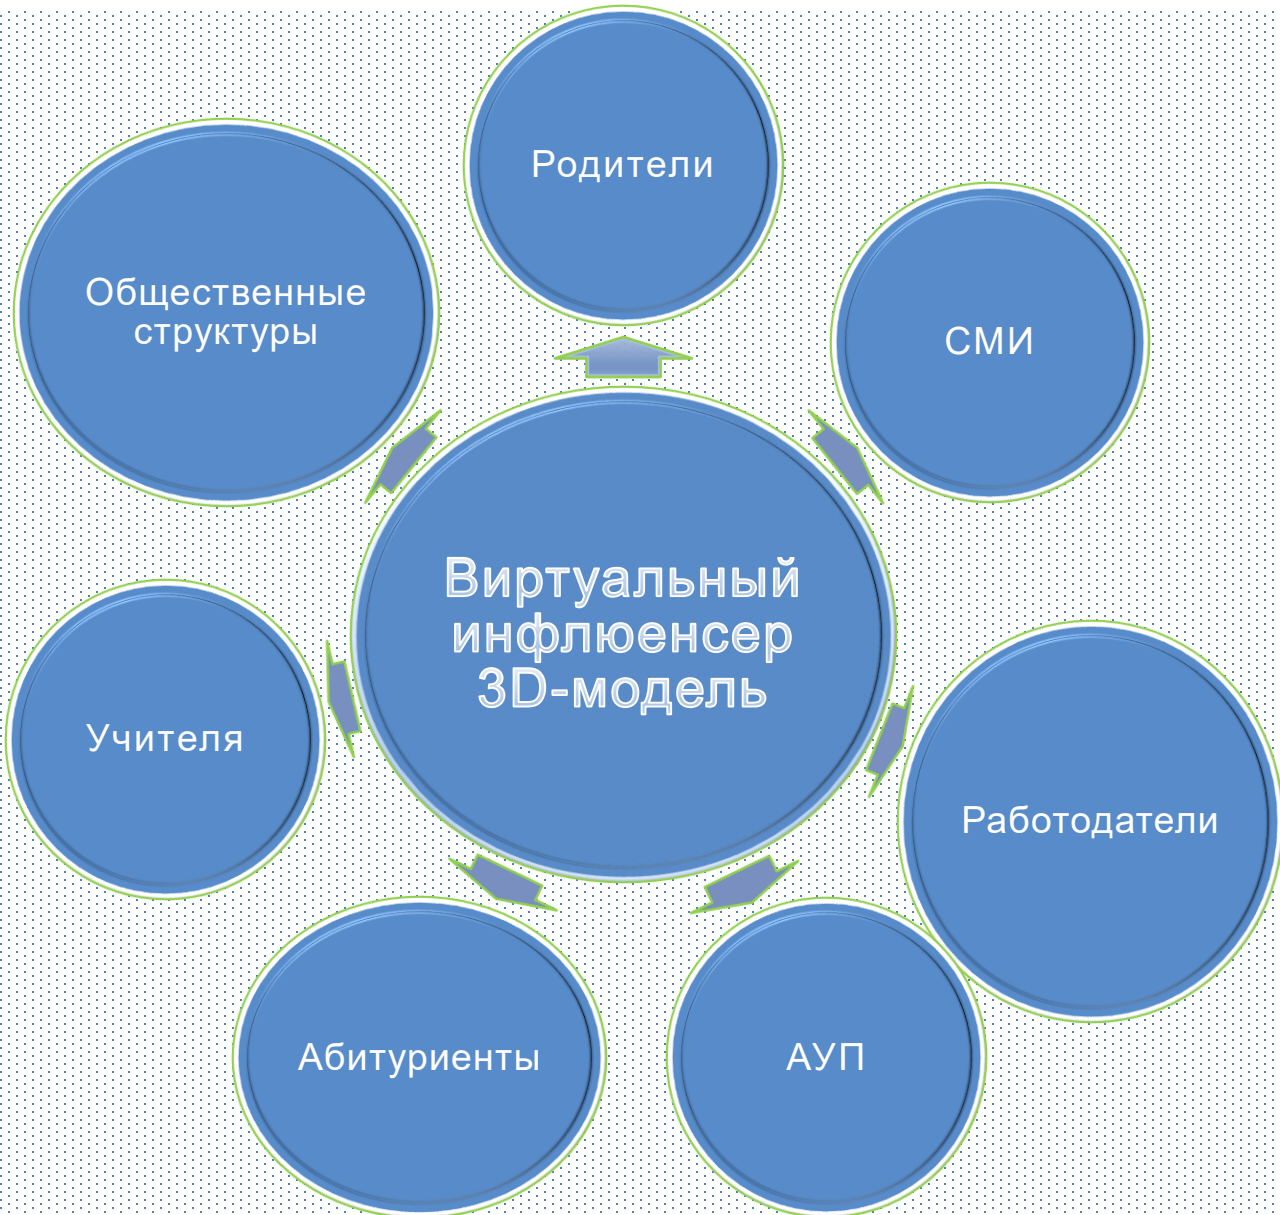 Родители
Общественные
структуры
СМИ
Виртуальный
инфлюенсер
3D-модель
Учителя
Работодатели
Абитуриенты
АУП